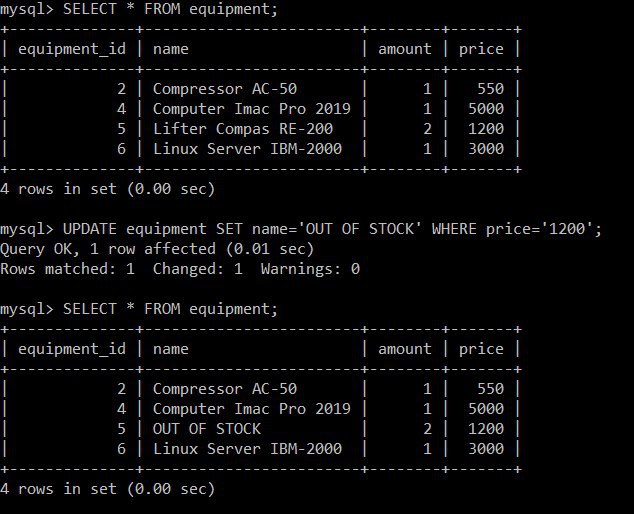 mysql> SELECT * FROM equipment;
+--------------+------------------------+--------+-------+
| equipment_id | name                   | amount | price |
+--------------+------------------------+--------+-------+
|            2 | Compressor AC-50       |      1 |   550 |
|            4 | Computer Imac Pro 2019 |      1 |  5000 |
|            5 | Lifter Compas RE-200   |      2 |  1200 |
|            6 | Linux Server IBM-2000  |      1 |  3000 |
+--------------+------------------------+--------+-------+
4 rows in set (0.00 sec)

mysql> UPDATE equipment SET name='OUT OF STOCK' WHERE price='1200';
Query OK, 1 row affected (0.01 sec)
Rows matched: 1  Changed: 1  Warnings: 0

mysql> SELECT * FROM equipment;
+--------------+------------------------+--------+-------+
| equipment_id | name                   | amount | price |
+--------------+------------------------+--------+-------+
|            2 | Compressor AC-50       |      1 |   550 |
|            4 | Computer Imac Pro 2019 |      1 |  5000 |
|            5 | OUT OF STOCK           |      2 |  1200 |
|            6 | Linux Server IBM-2000  |      1 |  3000 |
+--------------+------------------------+--------+-------+
4 rows in set (0.00 sec)